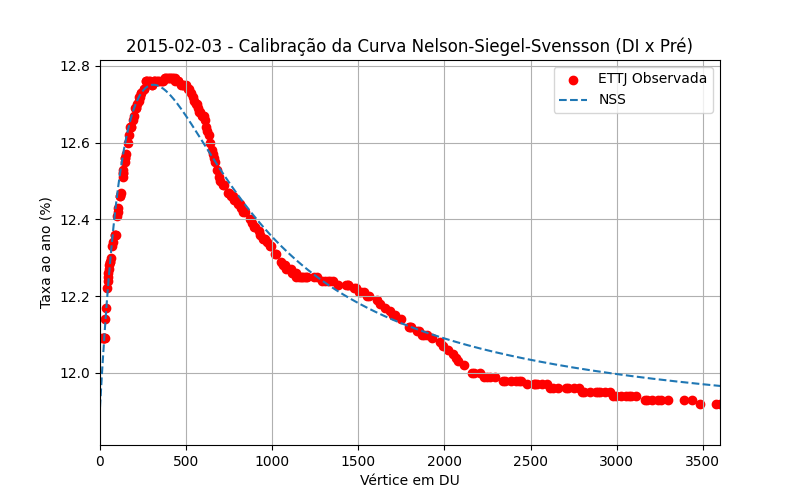 2015-02-03 - Calibração da Curva Nelson-Siegel-Svensson (DI x Pré)
ETTJ Observada
NSS
Taxa ao ano (%)
12.8
12.6
12.4
12.2
12.0
0 500 1000 1500 2000 2500 3000 3500
Vértice em DU